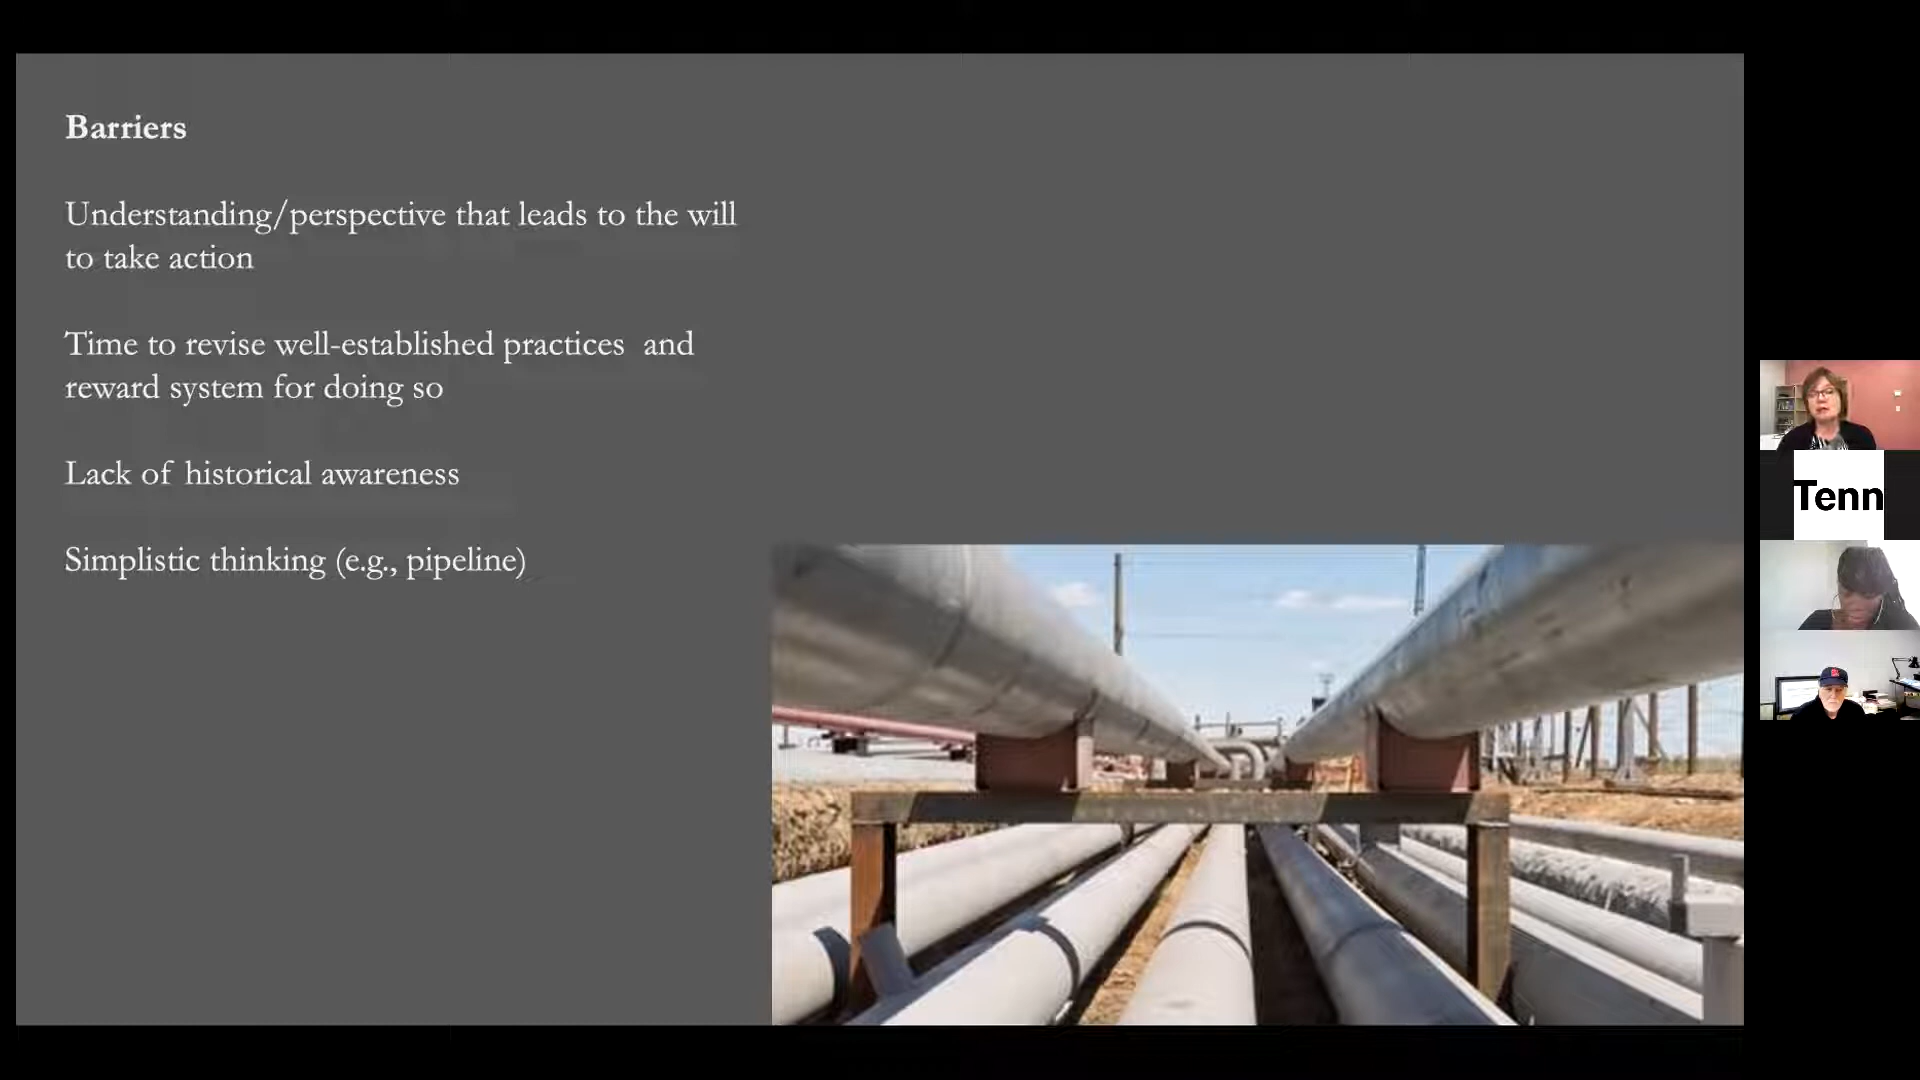 Barriers
Understanding/perspective that leads to the will
to take action
Time to revise well-established practices  and
reward system for doing so
Lack of historical awareness
Simplistic thinking (e.g., pipeline)
Tenn